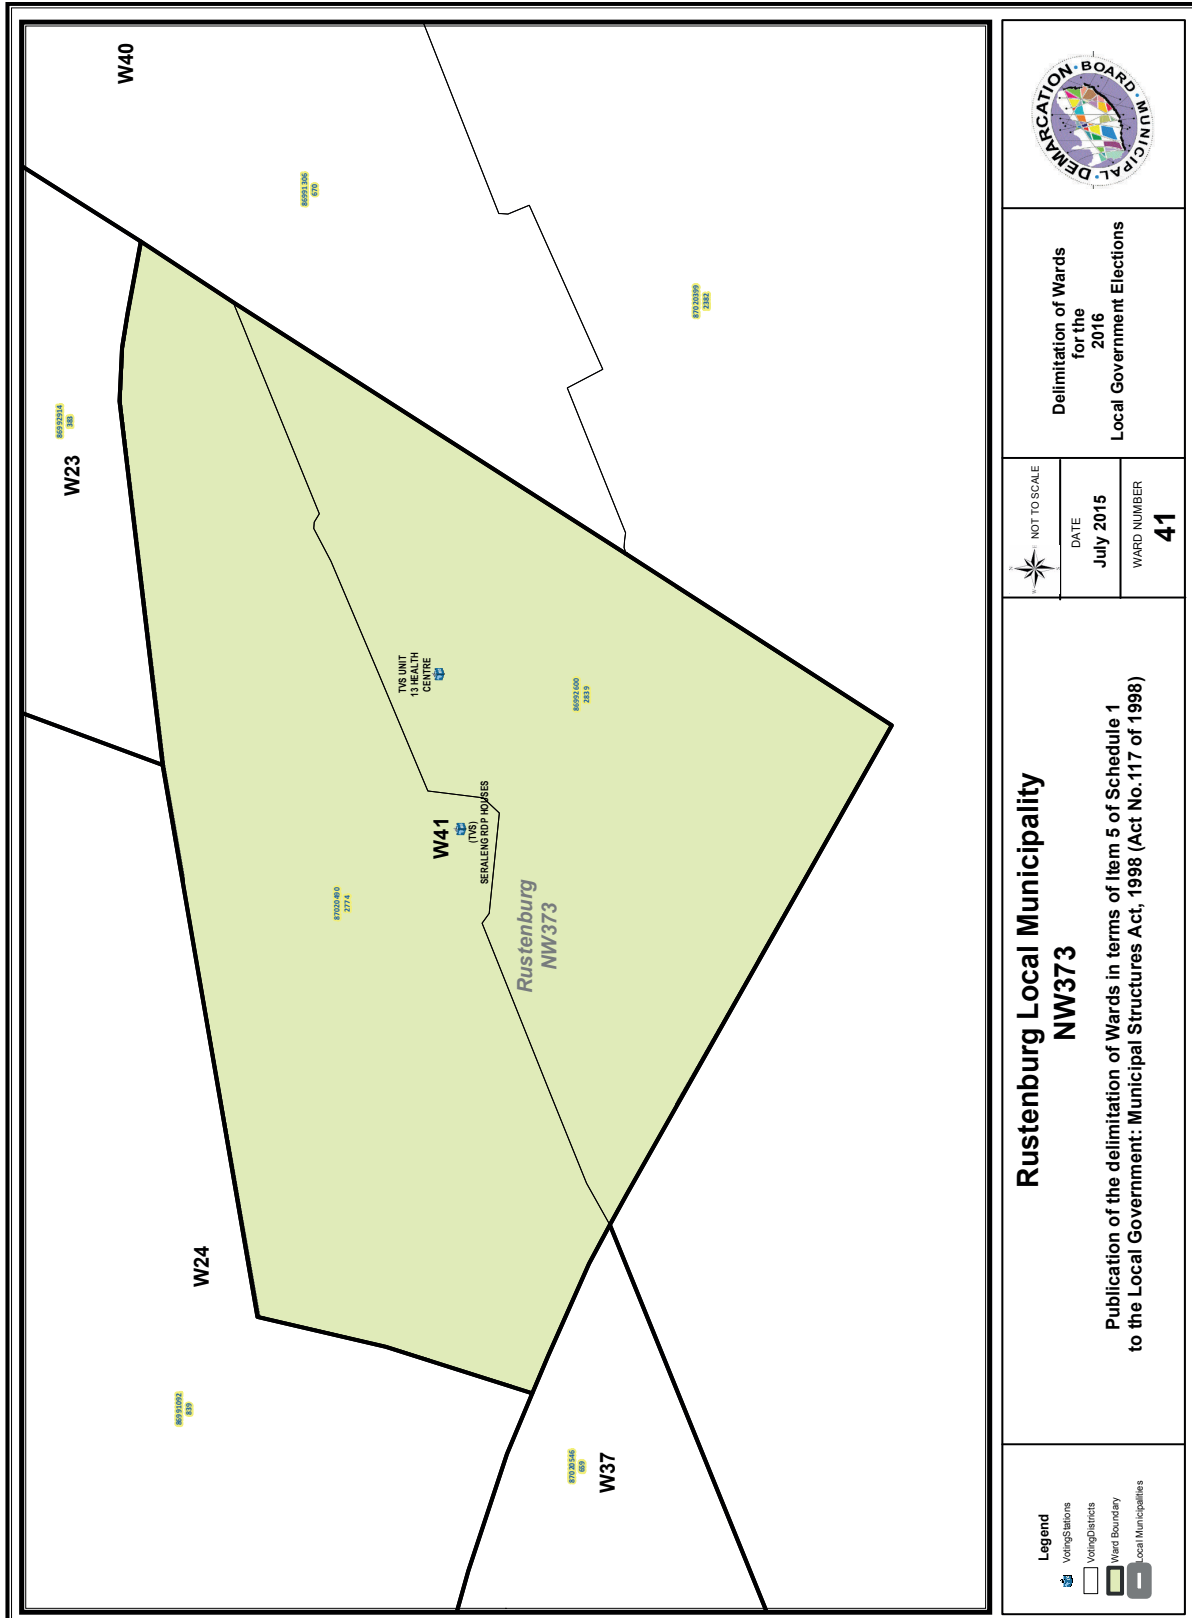 W40
86991306
670
86992914
383
W23
87020399
2382
TVS UNIT
13 HEALTH
CENTRE
86992600
2839
W41
(TVS)
SERALENG RDP HOUSES
87020490
2774
Rustenburg
NW373
W24
86991092
839
87020546
659
W37
Legend
VotingStations
VotingDistricts
Ward Boundary
Local Municipalities
Rustenburg Local Municipality
NW373
Publication of the delimitation of Wards in terms of Item 5 of Schedule 1
to the Local Government: Municipal Structures Act, 1998 (Act No.117 of 1998)
N
W
E
S
NOT TO SCALE
DATE
July 2015
WARD NUMBER
41
Delimitation of Wards
for the
2016
Local Government Elections
MUNICIPAL · DEMARCATION · BOARD ·